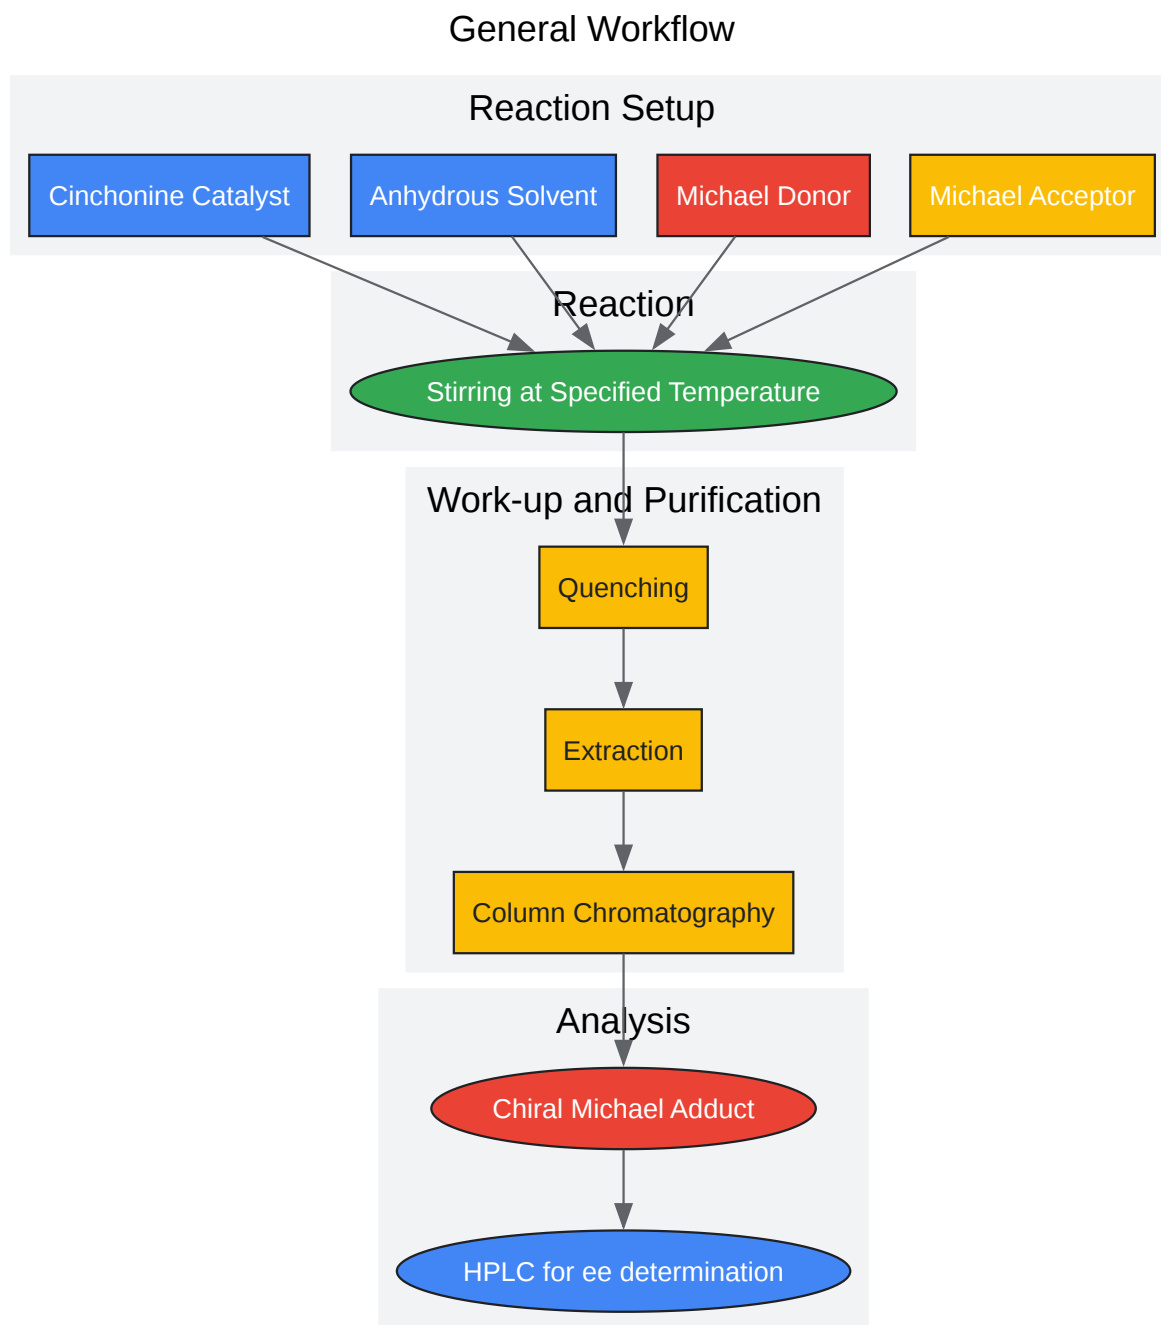 General Workflow
Reaction Setup
Cinchonine Catalyst
Anhydrous Solvent
Michael Donor
Michael Acceptor
Reaction
Stirring at Specified Temperature
Work-up and Purification
Quenching
Extraction
Column Chromatography
Analysis
Chiral Michael Adduct
HPLC for ee determination